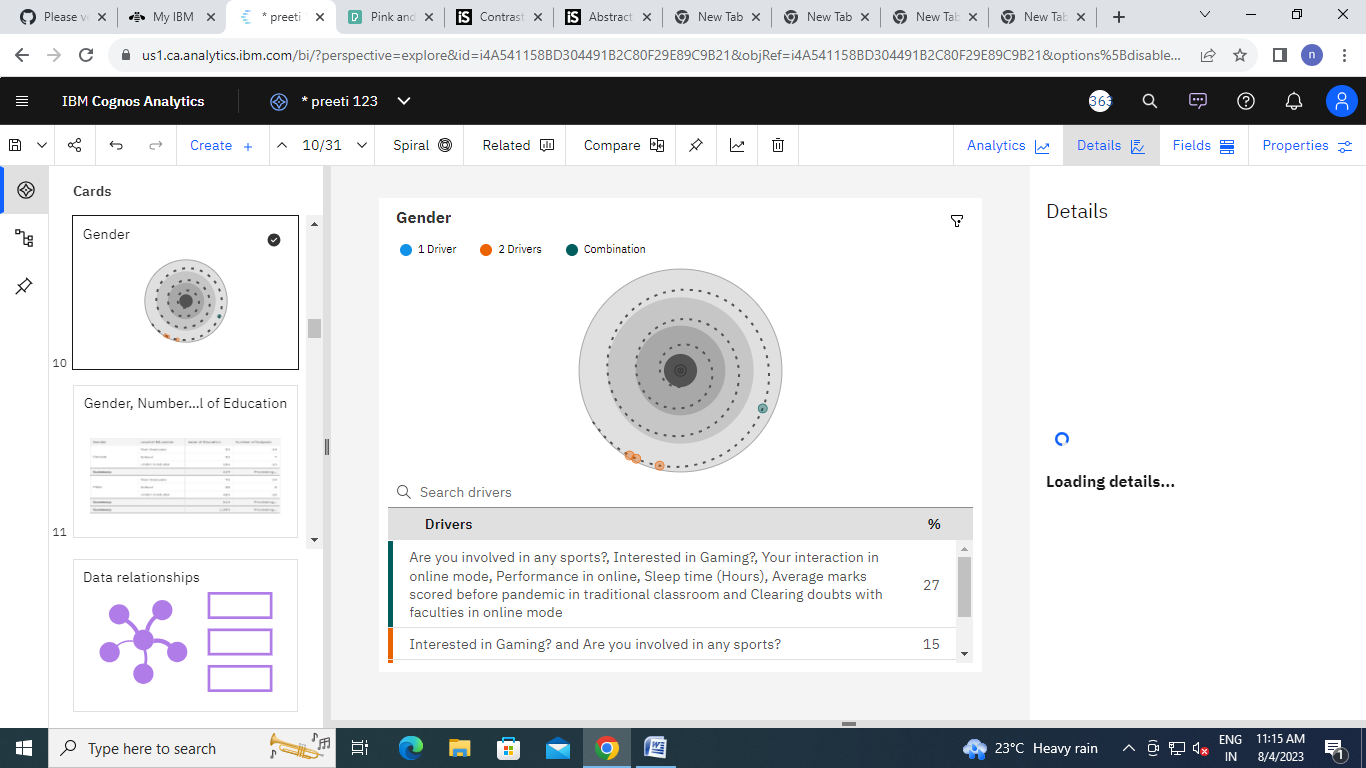 Please ve
My IBM
* preeti
Pink and
Contrast
Abstract
New Tab
New Tab
New Tab
New Tab
us1.ca.analytics.ibm.com/bi/?perspective=explore&id=i4A541158BD304491B2C80F29E89C9B21&objRef=i4A541158BD304491B2C80F29E89C9B21&options%5Bdisable...
n
IBM Cognos Analytics
* preeti 123
363
Create +
10/31
Spiral
Related
Compare
Analytics
Details
Fields
Properties
Cards
Gender
10
Gender, Number...l of Education
11
Data relationships
Gender
1 Driver
2 Drivers
Combination
Search drivers
Drivers %
Are you involved in any sports?, Interested in Gaming?, Your interaction in
online mode, Performance in online, Sleep time (Hours), Average marks
scored before pandemic in traditional classroom and Clearing doubts with
faculties in online mode
27
Interested in Gaming? and Are you involved in any sports? 15
Details
Loading details...
Type here to search
23°C Heavy rain
ENG
IN
11:15 AM
8/4/2023
1